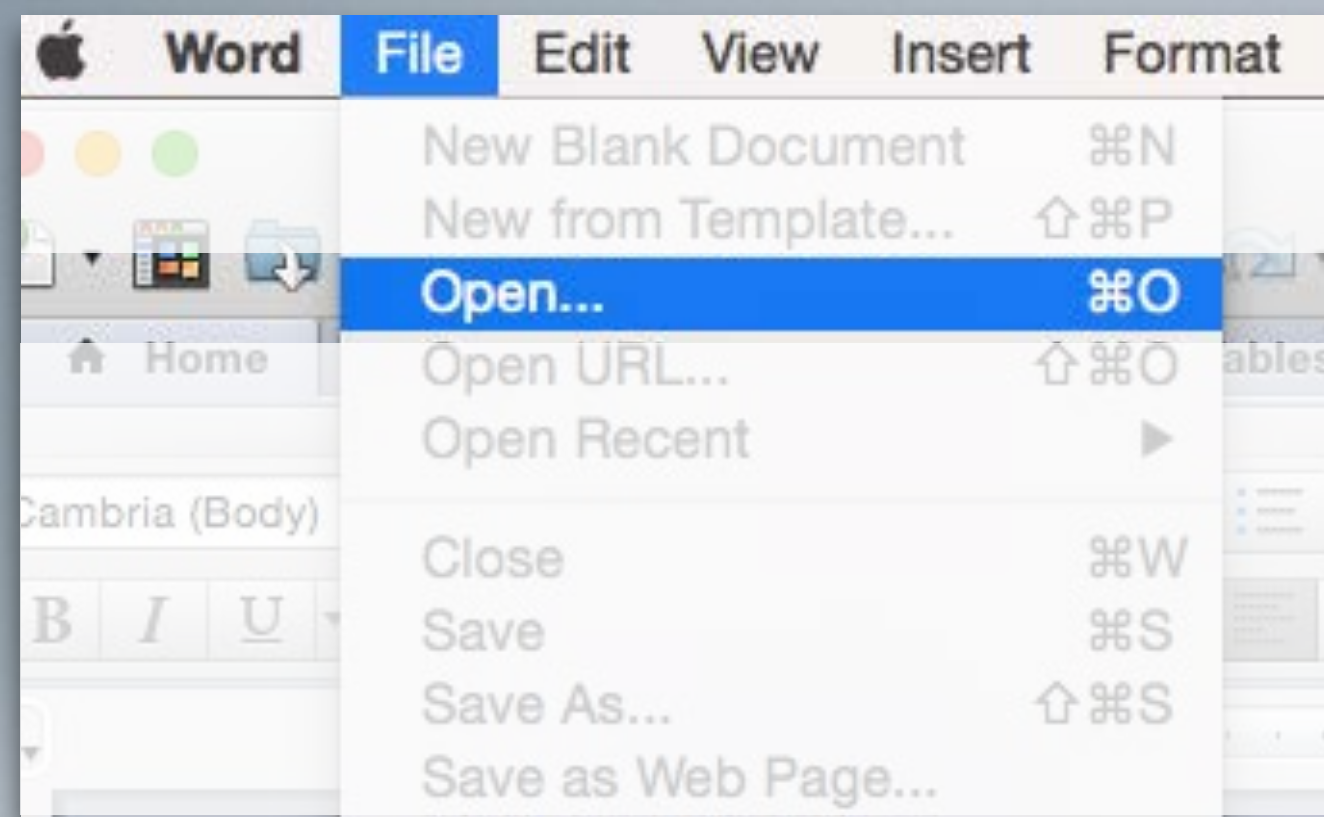 Word File Edit View Insert Format
New Blank Document ⌘N
New from Template... ⇧⌘P
Open... ⌘O
Home
Open URL... ⇧⌘O
ables
Open Recent ▶
Cambria (Body)
Close ⌘W
B I U
Save ⌘S
Save As... ⇧⌘S
Save as Web Page...